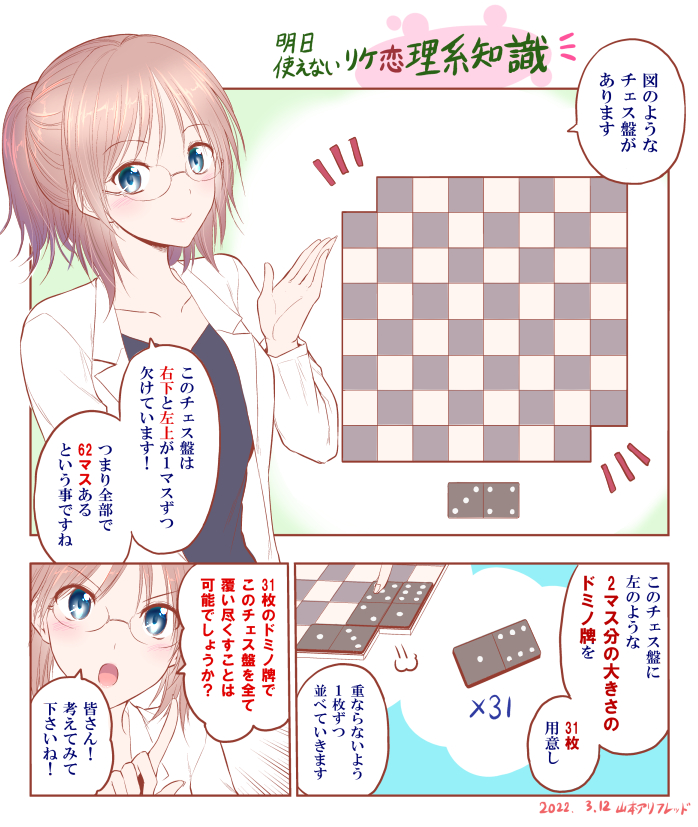 明日
使えないリケ恋理系知識
図のような
チェス盤が
あります
このチェス盤は
右下と左上が1マスずつ
欠けています！
つまり全部で
62マスある
という事ですね
このチェス盤に
左のような
2マス分の大きさの
ドミノ牌を
31枚
用意し
×31
重ならないよう
1枚ずつ
並べていきます
31枚のドミノ牌で
このチェス盤を全て
覆い尽くすことは
可能でしょうか？
皆さん！
考えてみて
下さいね！
2022. 3.12 山本アリフレッド